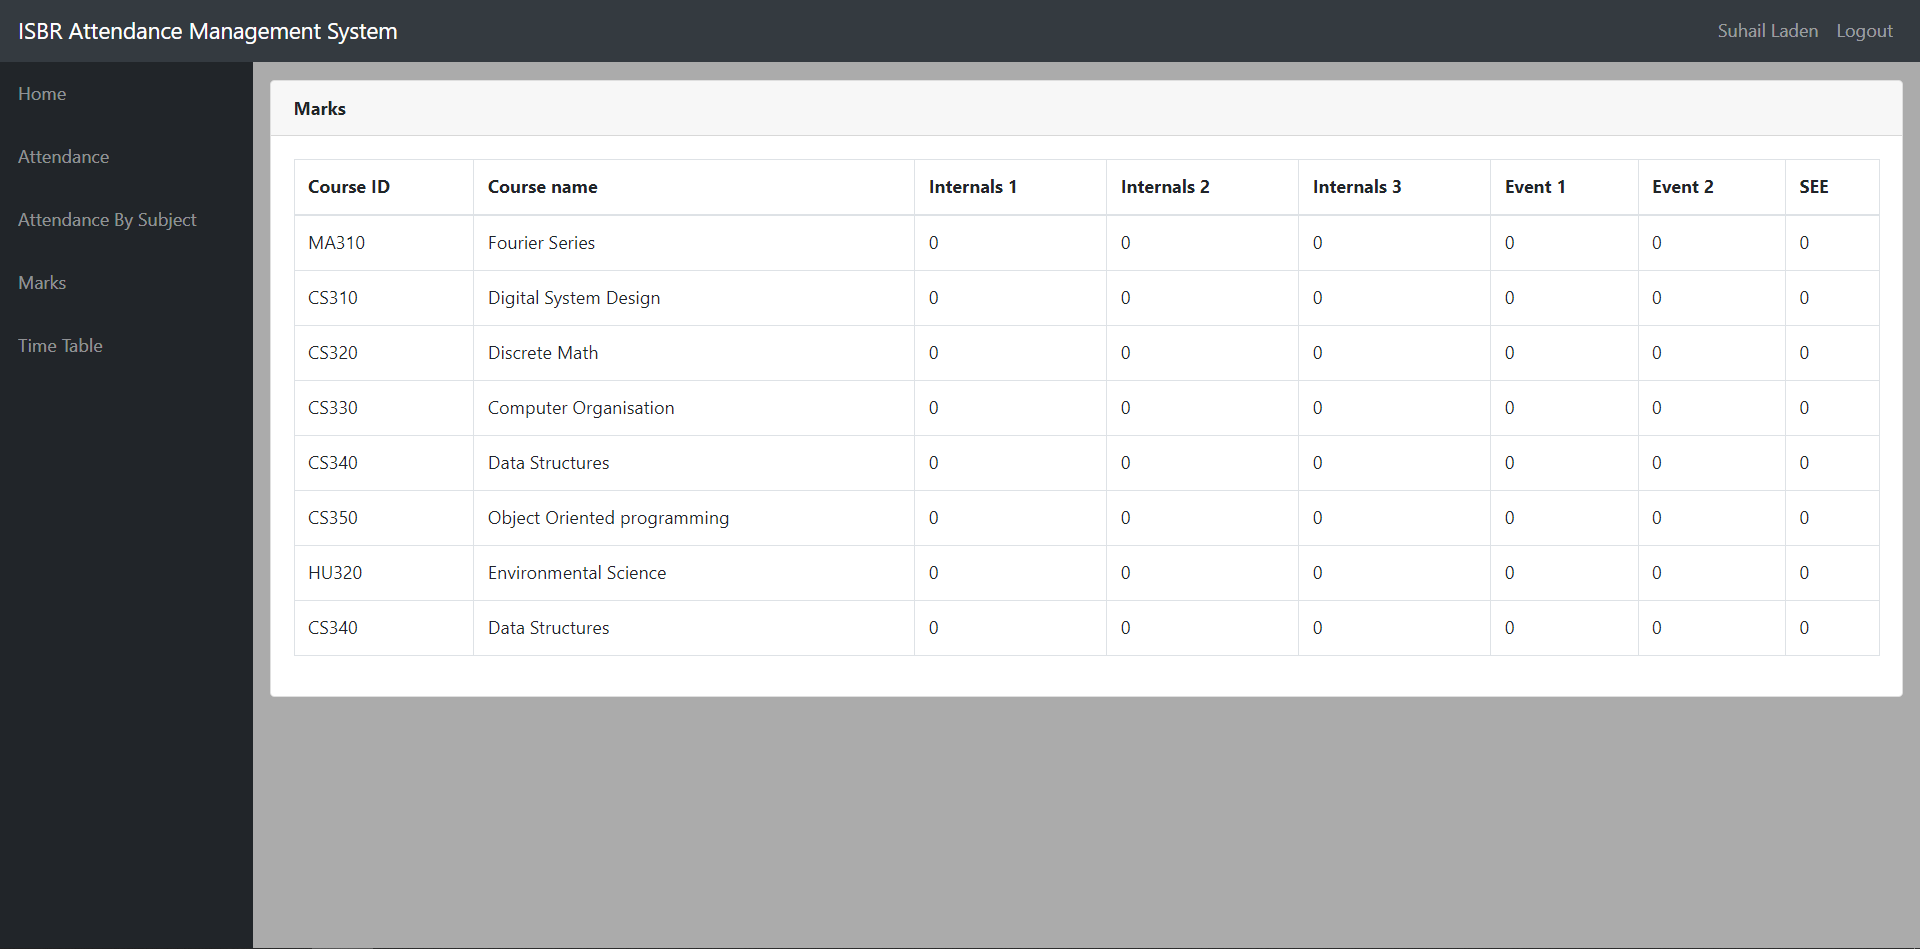 ISBR Attendance Management System Suhail Laden Logout
Home
Attendance
Attendance By Subject
Marks
Time Table
Marks
Course ID Course name Internals 1 Internals 2 Internals 3 Event 1 Event 2 SEE
MA310 Fourier Series 0 0 0 0 0 0
CS310 Digital System Design 0 0 0 0 0 0
CS320 Discrete Math 0 0 0 0 0 0
CS330 Computer Organisation 0 0 0 0 0 0
CS340 Data Structures 0 0 0 0 0 0
CS350 Object Oriented programming 0 0 0 0 0 0
HU320 Environmental Science 0 0 0 0 0 0
CS340 Data Structures 0 0 0 0 0 0